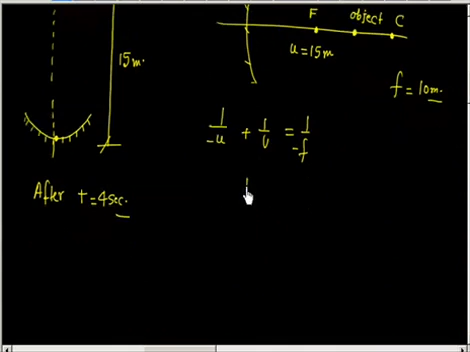 F object C
15m.
u = 15m
f = 10m.
1/-u + 1/v = 1/-f
After t = 4sec.